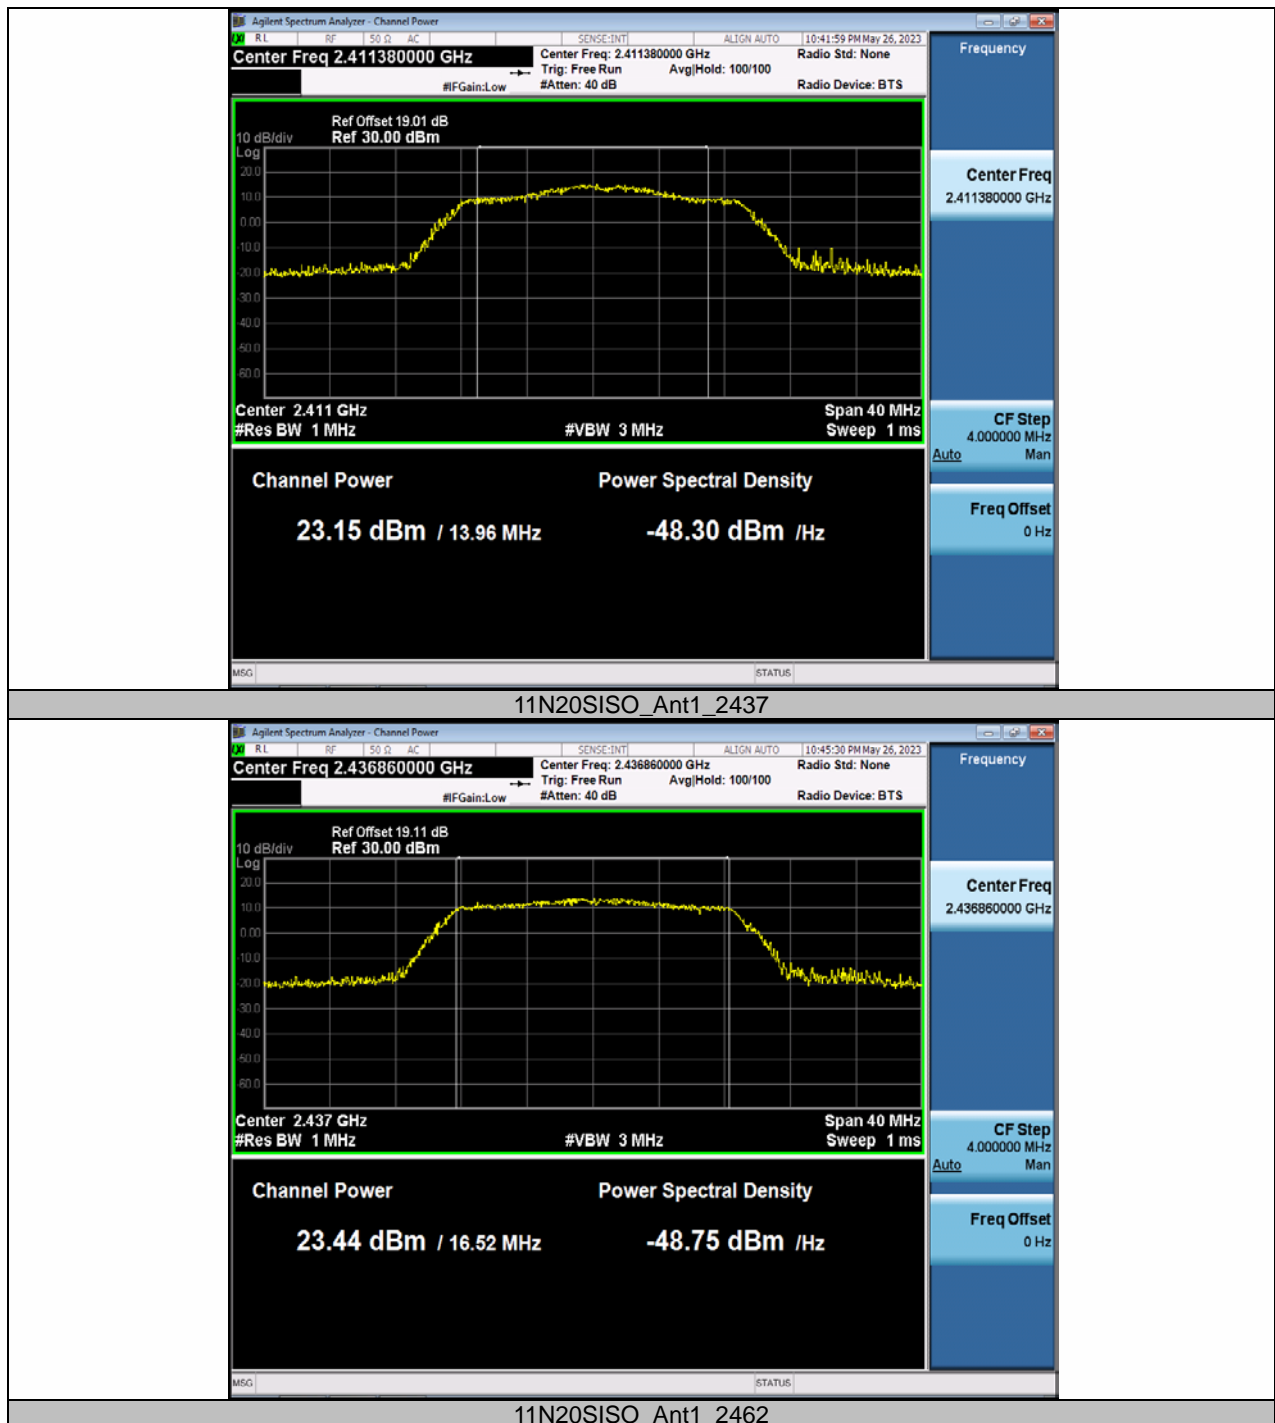 Agilent Spectrum Analyzer - Channel Power
RL RF 50 Ω AC SENSE:INT ALIGN AUTO 10:41:59 PM May 26, 2023
Center Freq 2.411380000 GHz
Center Freq: 2.411380000 GHz
Radio Std: None
Trig: Free Run Avg|Hold: 100/100
#IFGain:Low
#Atten: 40 dB
Radio Device: BTS
Frequency
Ref Offset 19.01 dB
10 dB/div
Ref 30.00 dBm
Log
20.0
10.0
0.00
-10.0
-20.0
-30.0
-40.0
-50.0
-60.0
Center Freq
2.411380000 GHz
Center 2.411 GHz
Span 40 MHz
#Res BW 1 MHz
#VBW 3 MHz
Sweep 1 ms
CF Step
4.000000 MHz
Auto Man
Channel Power
Power Spectral Density
23.15 dBm / 13.96 MHz
-48.30 dBm /Hz
Freq Offset
0 Hz
MSG
STATUS
11N20SISO_Ant1_2437
Agilent Spectrum Analyzer - Channel Power
RL RF 50 Ω AC SENSE:INT ALIGN AUTO 10:45:30 PM May 26, 2023
Center Freq 2.436860000 GHz
Center Freq: 2.436860000 GHz
Radio Std: None
Trig: Free Run Avg|Hold: 100/100
#IFGain:Low
#Atten: 40 dB
Radio Device: BTS
Frequency
Ref Offset 19.11 dB
10 dB/div
Ref 30.00 dBm
Log
20.0
10.0
0.00
-10.0
-20.0
-30.0
-40.0
-50.0
-60.0
Center Freq
2.436860000 GHz
Center 2.437 GHz
Span 40 MHz
#Res BW 1 MHz
#VBW 3 MHz
Sweep 1 ms
CF Step
4.000000 MHz
Auto Man
Channel Power
Power Spectral Density
23.44 dBm / 16.52 MHz
-48.75 dBm /Hz
Freq Offset
0 Hz
MSG
STATUS
11N20SISO_Ant1_2462